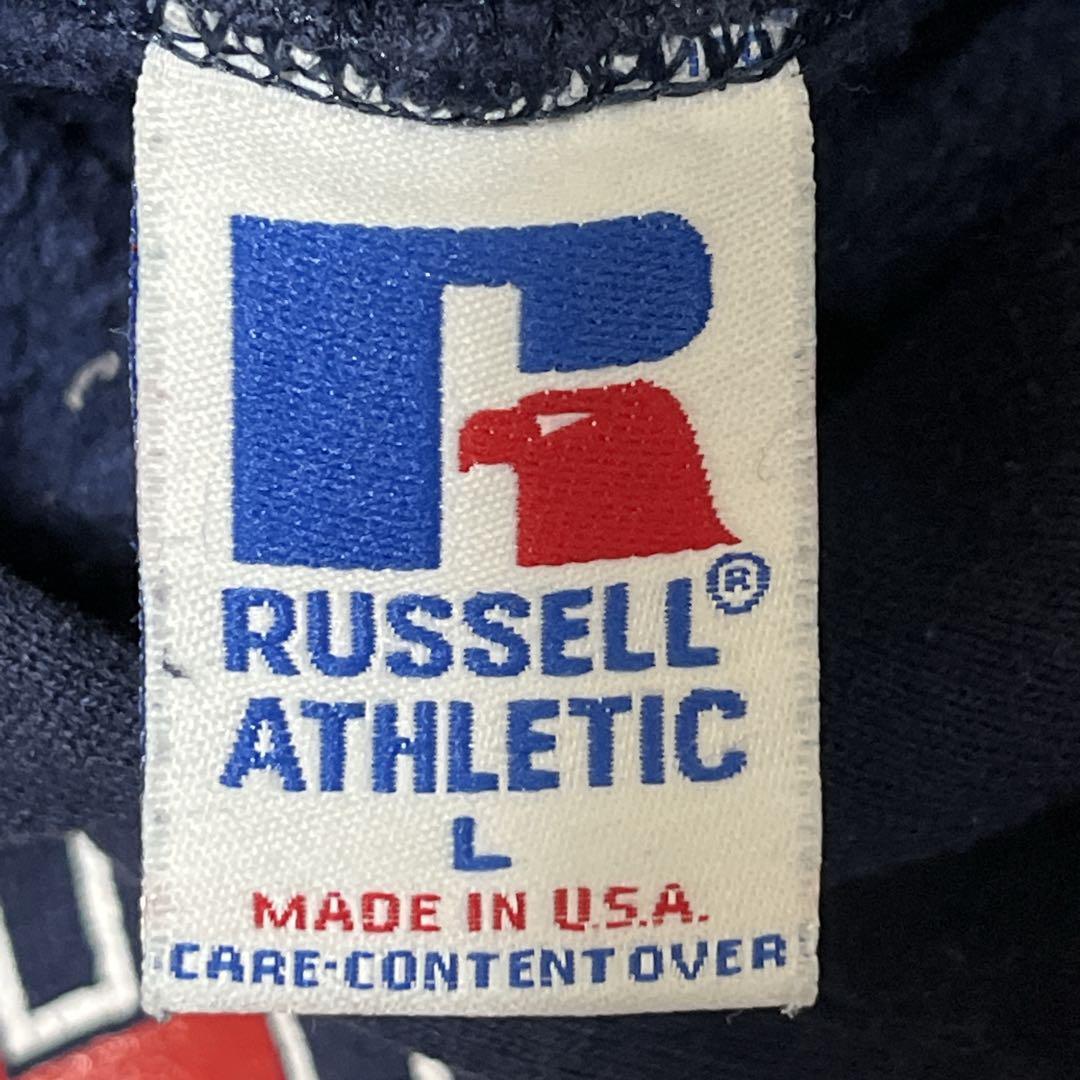 RUSSELL®
ATHLETIC
L
MADE IN U.S.A.
CARE-CONTENT OVER